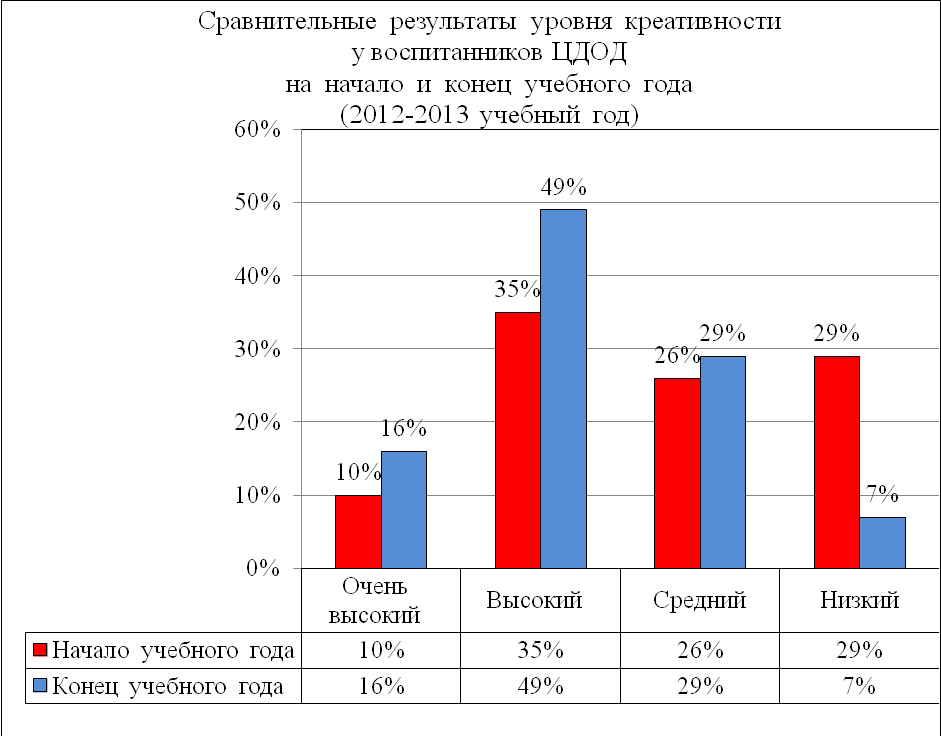 Сравнительные результаты уровня креативности
у воспитанников ЦДОД
на начало и конец учебного года
(2012-2013 учебный год)
60%
50%
40%
30%
20%
10%
0%
10%
16%
35%
49%
26%
29%
29%
7%
Очень
высокий
Высокий
Средний
Низкий
Начало учебного года 10% 35% 26% 29%
Конец учебного года 16% 49% 29% 7%